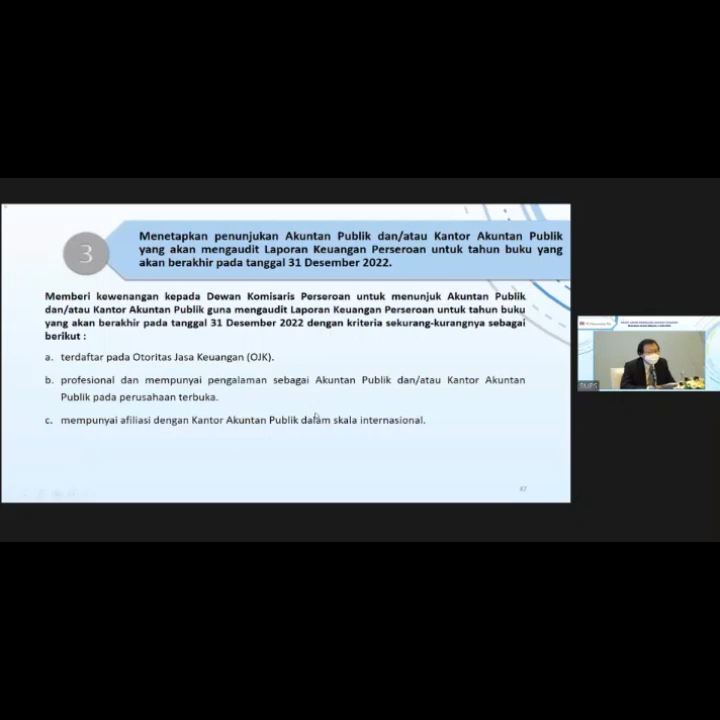 3
Menetapkan penunjukan Akuntan Publik dan/atau Kantor Akuntan Publik
yang akan mengaudit Laporan Keuangan Perseroan untuk tahun buku yang
akan berakhir pada tanggal 31 Desember 2022.
Memberi kewenangan kepada Dewan Komisaris Perseroan untuk menunjuk Akuntan Publik
dan/atau Kantor Akuntan Publik guna mengaudit Laporan Keuangan Perseroan untuk tahun buku
yang akan berakhir pada tanggal 31 Desember 2022 dengan kriteria sekurang-kurangnya sebagai
berikut :
a. terdaftar pada Otoritas Jasa Keuangan (OJK).
b. profesional dan mempunyai pengalaman sebagai Akuntan Publik dan/atau Kantor Akuntan
Publik pada perusahaan terbuka.
c. mempunyai afiliasi dengan Kantor Akuntan Publik dalam skala internasional.